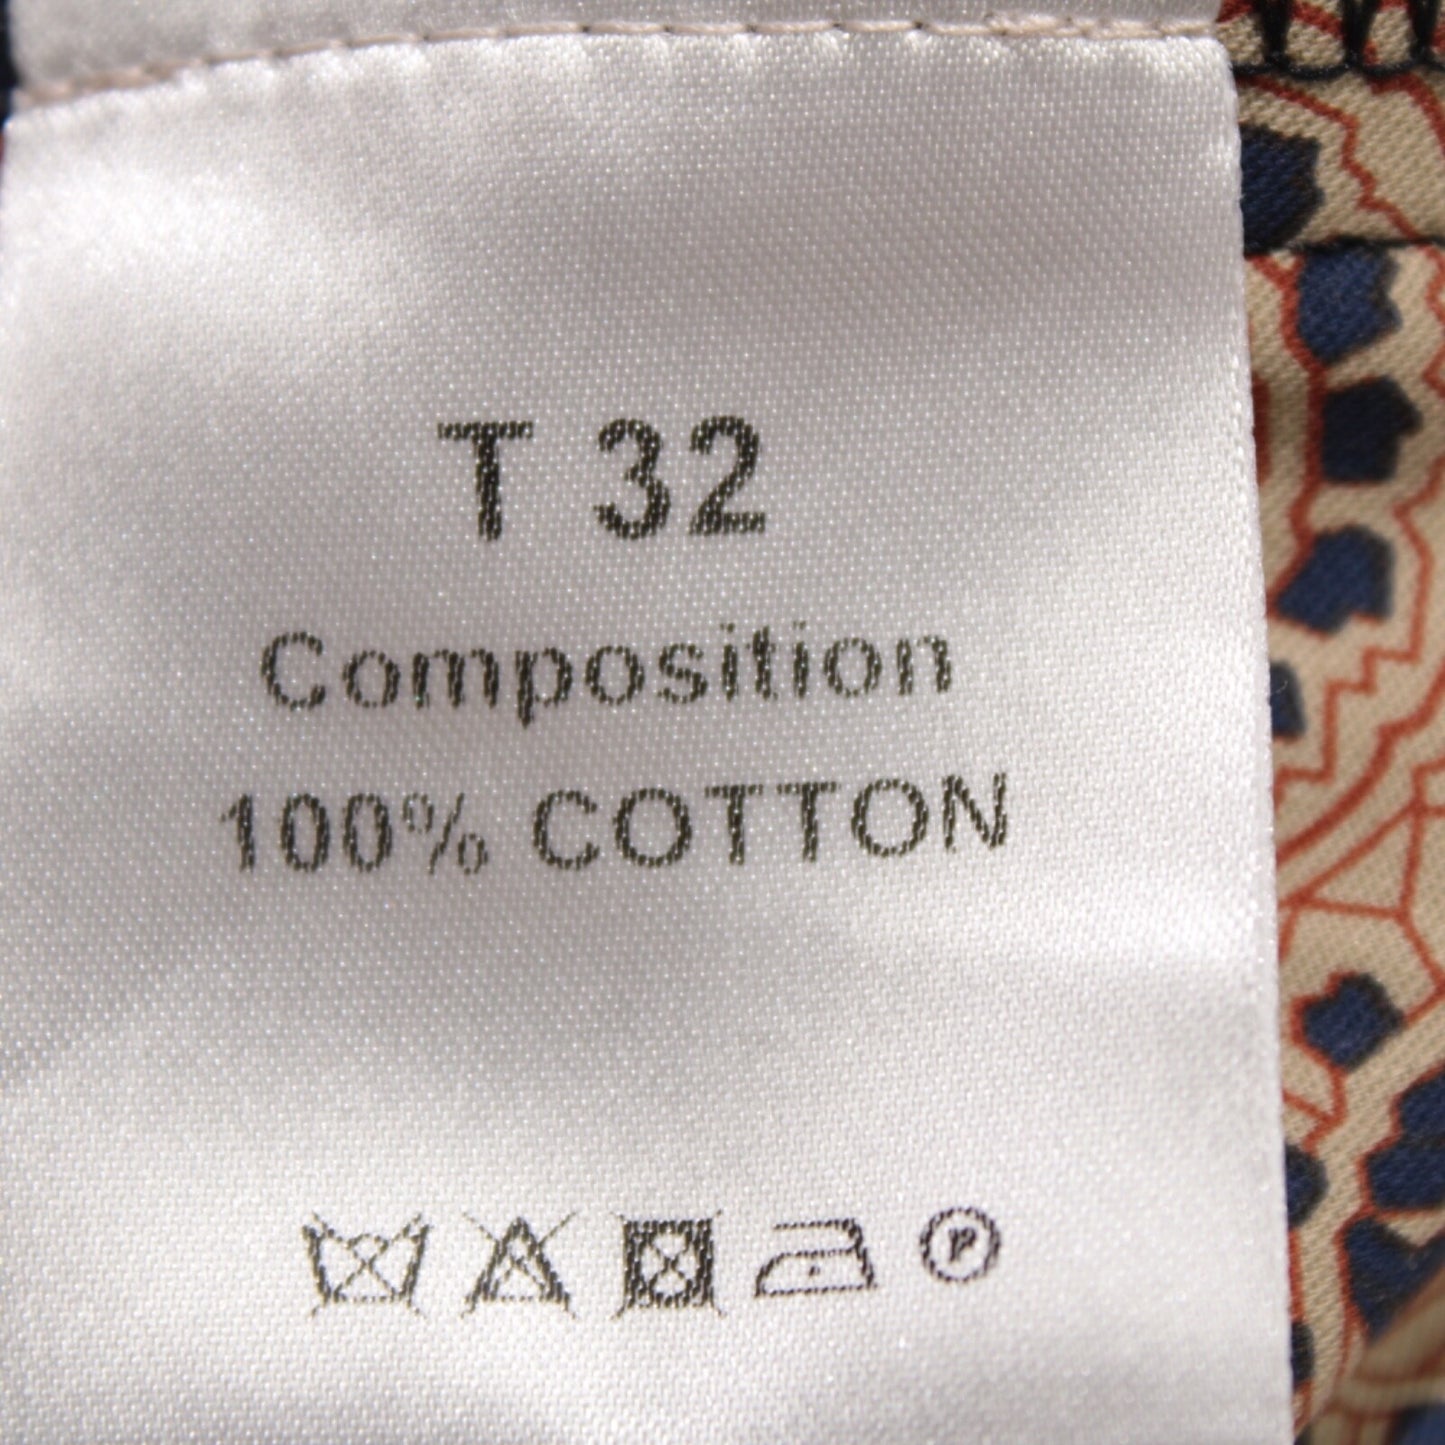 T 32
Composition
100% COTTON
P